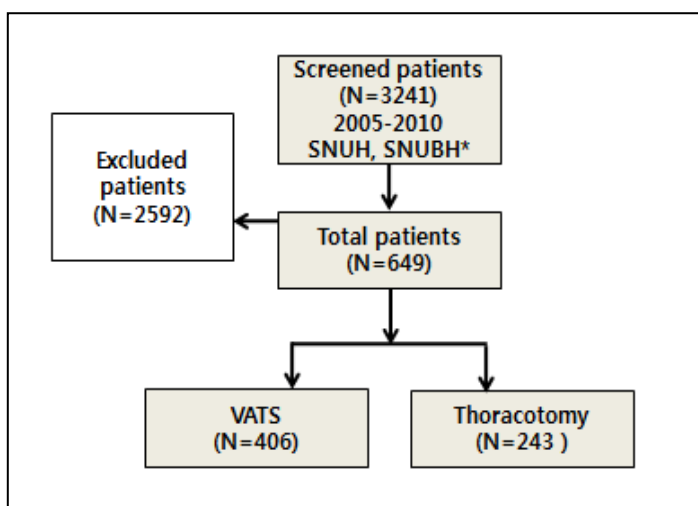 Screened patients
(N=3241)
2005-2010
SNUH, SNUBH*
Excluded
patients
(N=2592)
Total patients
(N=649)
VATS
(N=406)
Thoracotomy
(N=243 )